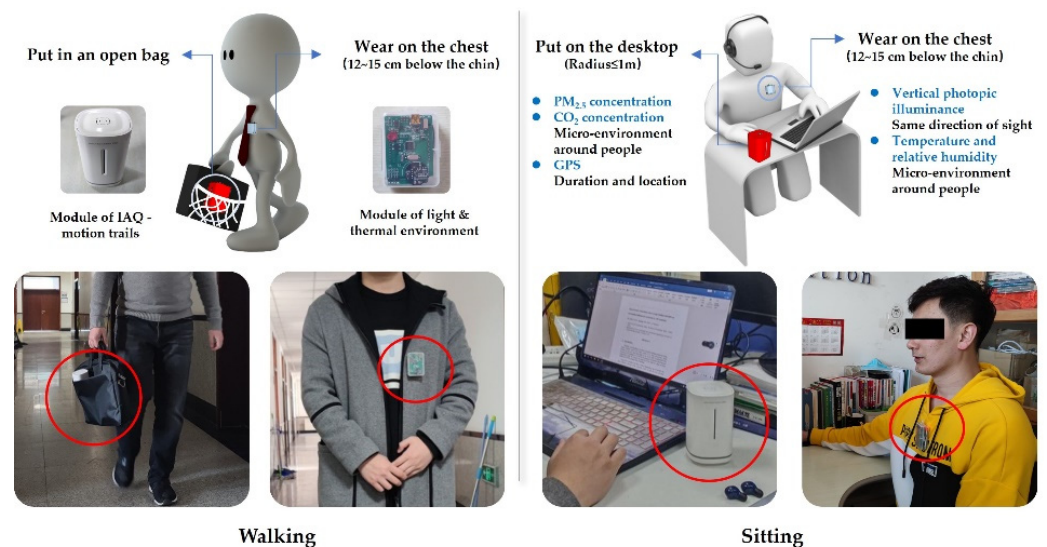 Put in an open bag
Wear on the chest
(12~15 cm below the chin)
Module of IAQ -
motion trails
Module of light &
thermal environment
Put on the desktop
(Radius≤1m)
PM2.5 concentration
CO2 concentration
Micro-environment
around people
GPS
Duration and location
Wear on the chest
(12~15 cm below the chin)
Vertical photopic
illuminance
Same direction of sight
Temperature and
relative humidity
Micro-environment
around people
Walking
Sitting